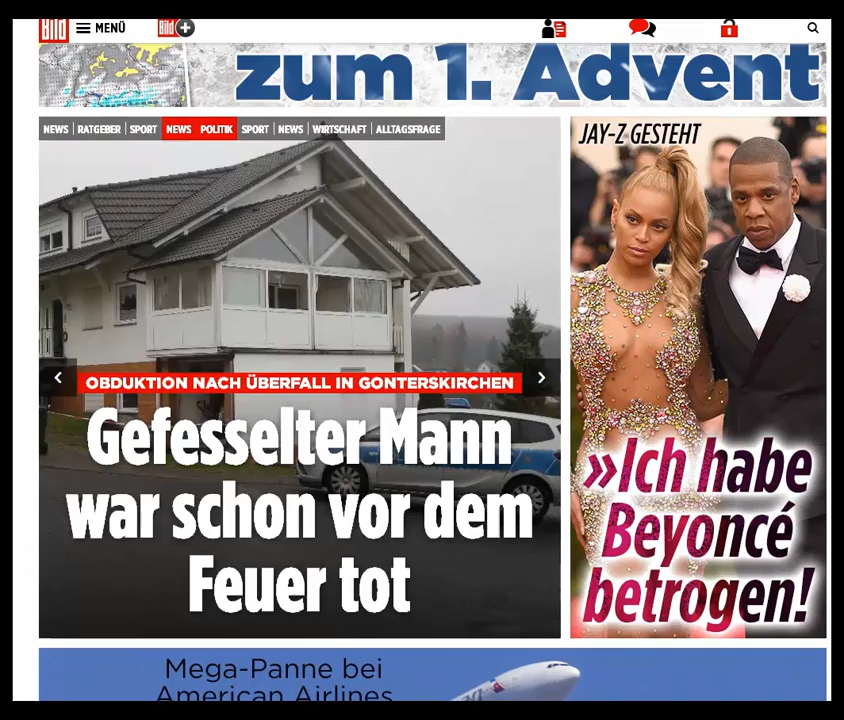 Bild
MENÜ
Bild
zum 1. Advent
NEWS RATGEBER SPORT NEWS POLITIK SPORT NEWS WIRTSCHAFT ALLTAGSFRAGE
OBDUKTION NACH ÜBERFALL IN GONTERSKIRCHEN
Gefesselter Mann
war schon vor dem
Feuer tot
JAY-Z GESTEHT
»Ich habe
Beyoncé
betrogen!
Mega-Panne bei
American Airlines